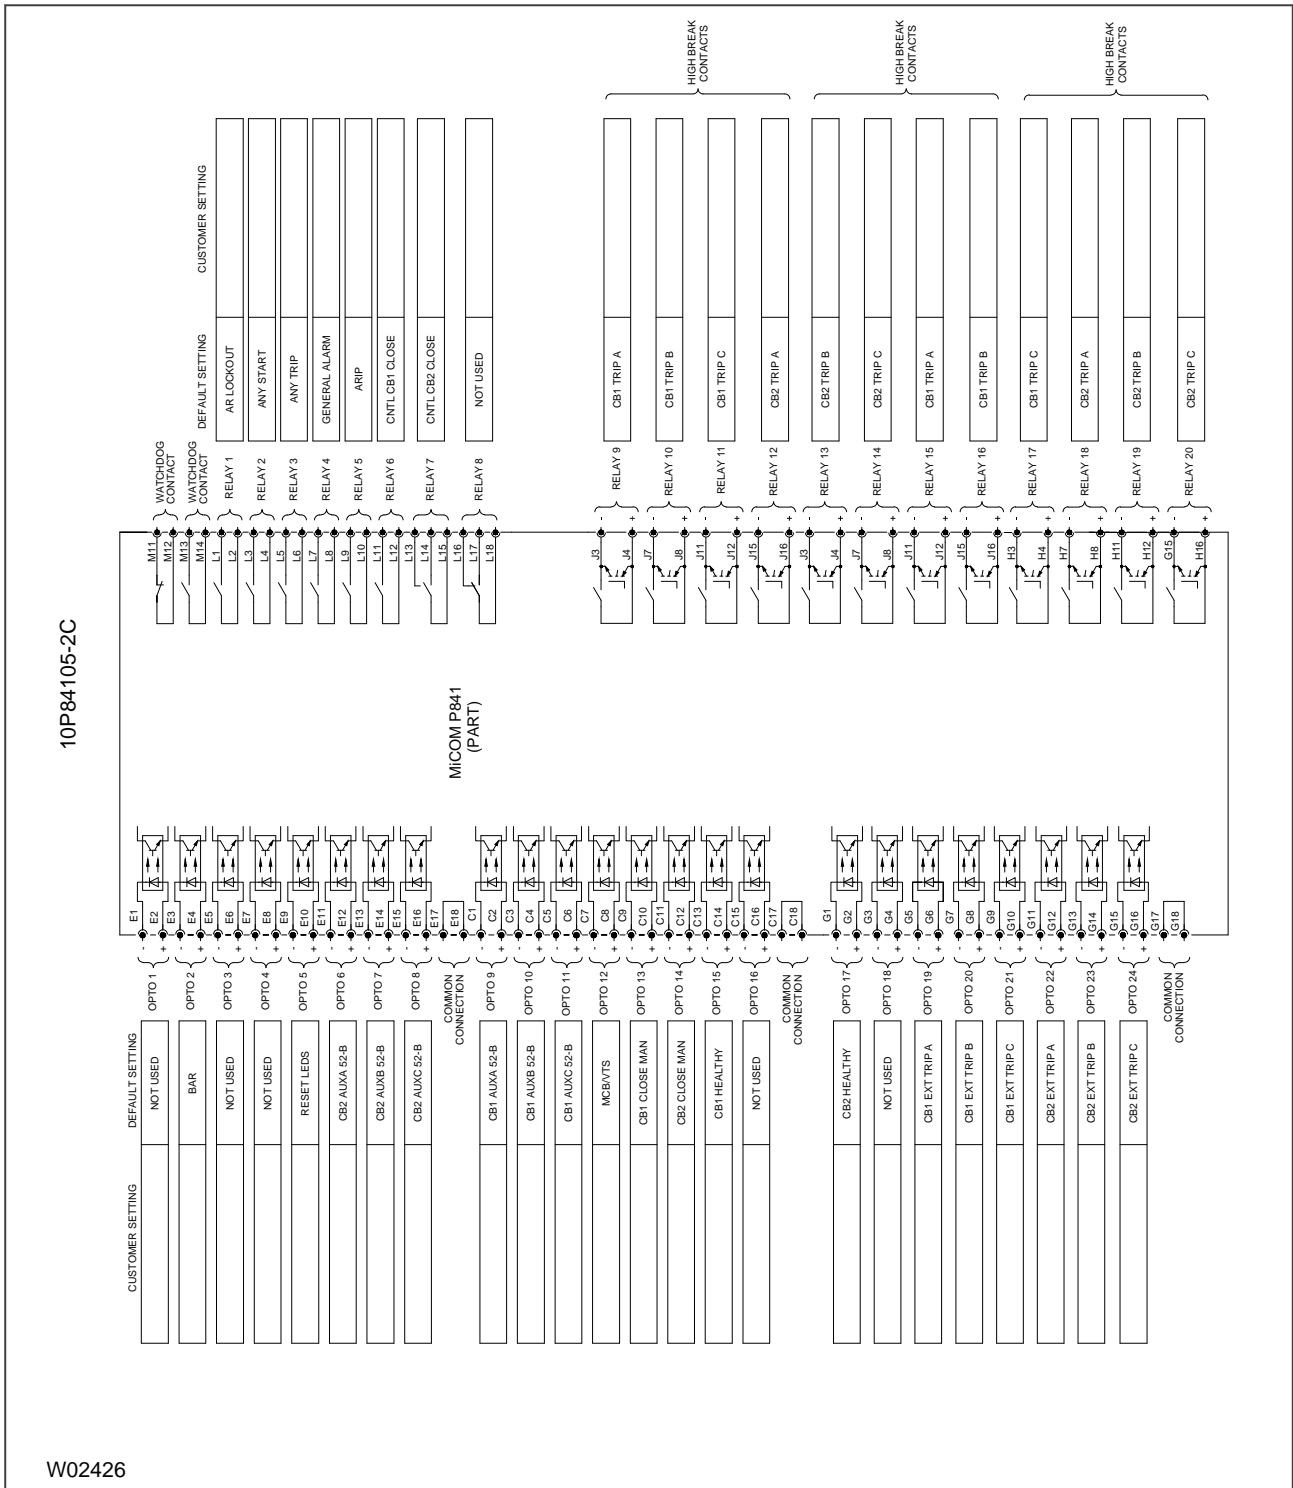 10P84105-2C
HIGH BREAK
CONTACTS
HIGH BREAK
CONTACTS
HIGH BREAK
CONTACTS
CUSTOMER SETTING
DEFAULT SETTING
WATCHDOG
CONTACT
M11
M12
WATCHDOG
CONTACT
M13
M14
AR LOCKOUT
RELAY 1
L1
L2
ANY START
RELAY 2
L3
L4
ANY TRIP
RELAY 3
L5
L6
GENERAL ALARM
RELAY 4
L7
L8
ARIP
RELAY 5
L9
L10
CNTL CB1 CLOSE
RELAY 6
L11
L12
CNTL CB2 CLOSE
RELAY 7
L13
L14
L15
NOT USED
RELAY 8
L16
L17
L18
CB1 TRIP A
RELAY 9
- +
J3
J4
CB1 TRIP B
RELAY 10
- +
J7
J8
CB1 TRIP C
RELAY 11
- +
J11
J12
CB2 TRIP A
RELAY 12
- +
J15
J16
CB2 TRIP B
RELAY 13
- +
J3
J4
CB2 TRIP C
RELAY 14
- +
J7
J8
CB1 TRIP A
RELAY 15
- +
J11
J12
CB1 TRIP B
RELAY 16
- +
J15
J16
CB1 TRIP C
RELAY 17
- +
H3
H4
CB2 TRIP A
RELAY 18
- +
H7
H8
CB2 TRIP B
RELAY 19
- +
H11
H12
CB2 TRIP C
RELAY 20
- +
G15
H16
MiCOM P841
(PART)
E1
E2
- +
OPTO 1
NOT USED
E3
E4
- +
OPTO 2
BAR
E5
E6
- +
OPTO 3
NOT USED
E7
E8
- +
OPTO 4
NOT USED
E9
E10
- +
OPTO 5
RESET LEDS
E11
E12
- +
OPTO 6
CB2 AUXA 52-B
E13
E14
- +
OPTO 7
CB2 AUXB 52-B
E15
E16
- +
OPTO 8
CB2 AUXC 52-B
E17
E18
COMMON
CONNECTION
C1
C2
- +
OPTO 9
CB1 AUXA 52-B
C3
C4
- +
OPTO 10
CB1 AUXB 52-B
C5
C6
- +
OPTO 11
CB1 AUXC 52-B
C7
C8
- +
OPTO 12
MCB/VTS
C9
C10
- +
OPTO 13
CB1 CLOSE MAN
C11
C12
- +
OPTO 14
CB2 CLOSE MAN
C13
C14
- +
OPTO 15
CB1 HEALTHY
C15
C16
- +
OPTO 16
NOT USED
C17
C18
COMMON
CONNECTION
G1
G2
- +
OPTO 17
CB2 HEALTHY
G3
G4
- +
OPTO 18
NOT USED
G5
G6
- +
OPTO 19
CB1 EXT TRIP A
G7
G8
- +
OPTO 20
CB1 EXT TRIP B
G9
G10
- +
OPTO 21
CB1 EXT TRIP C
G11
G12
- +
OPTO 22
CB2 EXT TRIP A
G13
G14
- +
OPTO 23
CB2 EXT TRIP B
G15
G16
- +
OPTO 24
CB2 EXT TRIP C
G17
G18
COMMON
CONNECTION
DEFAULT SETTING
CUSTOMER SETTING
W02426